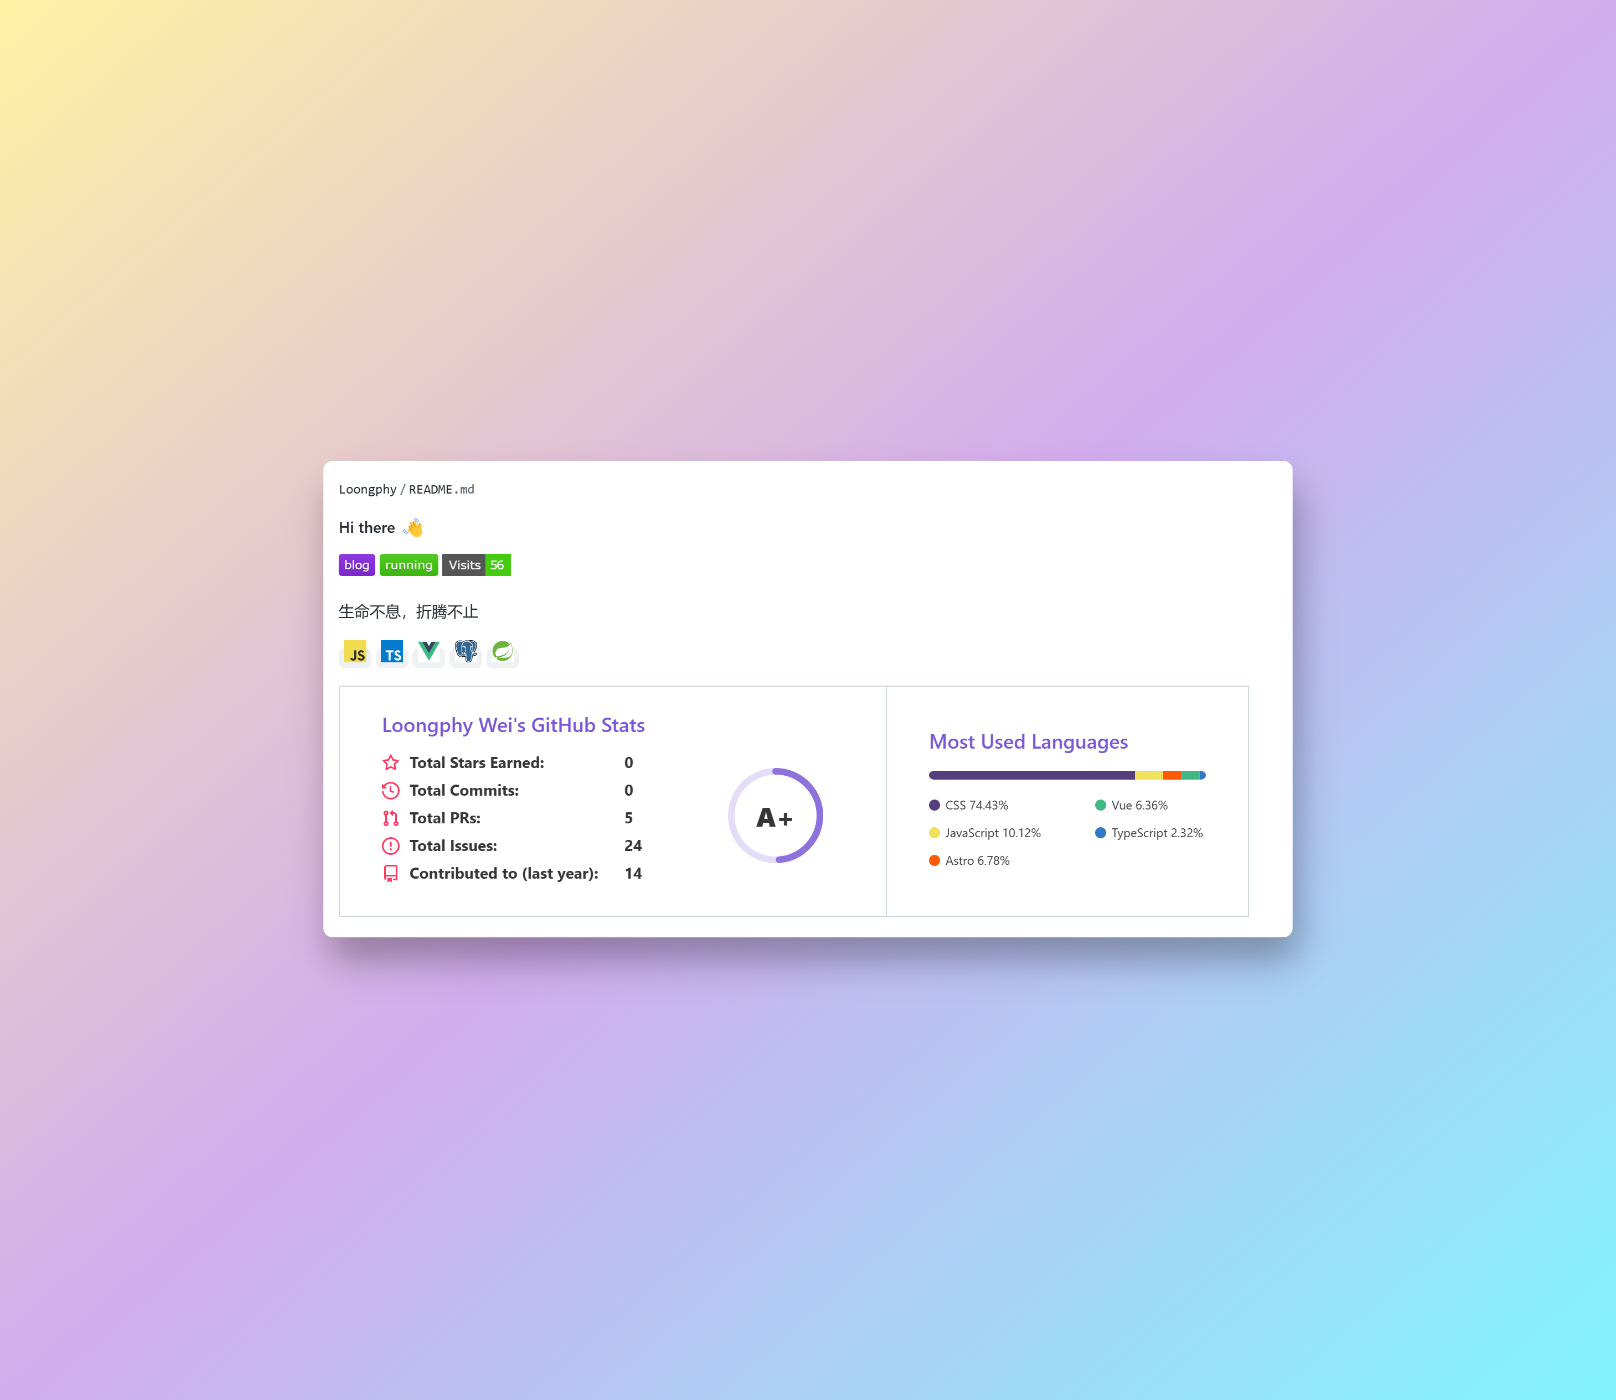 Loongphy / README.md
Hi there 👋
blog running Visits 56
生命不息，折腾不止
JS TS
Loongphy Wei's GitHub Stats
Total Stars Earned: 0
Total Commits: 0
Total PRs: 5
Total Issues: 24
Contributed to (last year): 14
A+
Most Used Languages
CSS 74.43%
JavaScript 10.12%
Astro 6.78%
Vue 6.36%
TypeScript 2.32%